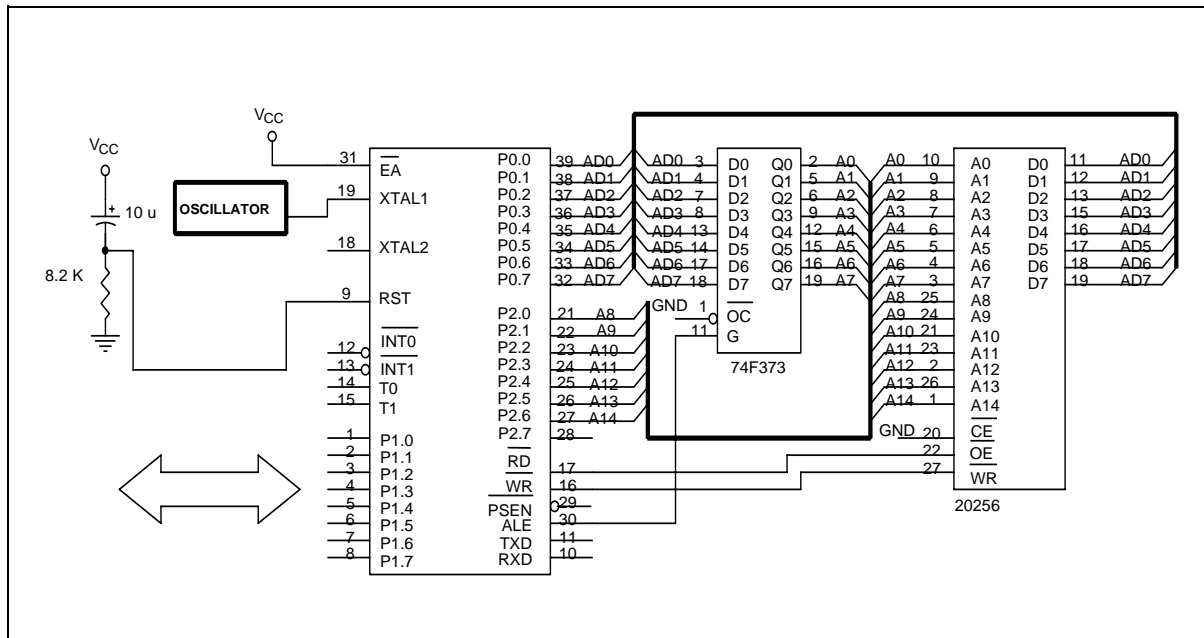 VCC
VCC
+
10 u
8.2 K
OSCILLATOR
31 EA
19 XTAL1
18 XTAL2
9 RST
12 INT0
13 INT1
14 T0
15 T1
1 P1.0
2 P1.1
3 P1.2
4 P1.3
5 P1.4
6 P1.5
7 P1.6
8 P1.7
P0.0 39 AD0
P0.1 38 AD1
P0.2 37 AD2
P0.3 36 AD3
P0.4 35 AD4
P0.5 34 AD5
P0.6 33 AD6
P0.7 32 AD7
P2.0 21 A8
P2.1 22 A9
P2.2 23 A10
P2.3 24 A11
P2.4 25 A12
P2.5 26 A13
P2.6 27 A14
P2.7 28
RD 17
WR 16
PSEN 29
ALE 30
TXD 11
RXD 10
AD0 3 D0 Q0 2 A0
AD1 4 D1 Q1 5 A1
AD2 7 D2 Q2 6 A2
AD3 8 D3 Q3 9 A3
AD4 13 D4 Q4 12 A4
AD5 14 D5 Q5 15 A5
AD6 17 D6 Q6 16 A6
AD7 18 D7 Q7 19 A7
GND 1 OC
11 G
74F373
A0 10 A0 D0 11 AD0
A1 9 A1 D1 12 AD1
A2 8 A2 D2 13 AD2
A3 7 A3 D3 15 AD3
A4 6 A4 D4 16 AD4
A5 5 A5 D5 17 AD5
A6 4 A6 D6 18 AD6
A7 3 A7 D7 19 AD7
A8 25 A8
A9 24 A9
A10 21 A10
A11 23 A11
A12 2 A12
A13 26 A13
A14 1 A14
GND 20 CE
22 OE
27 WR
20256